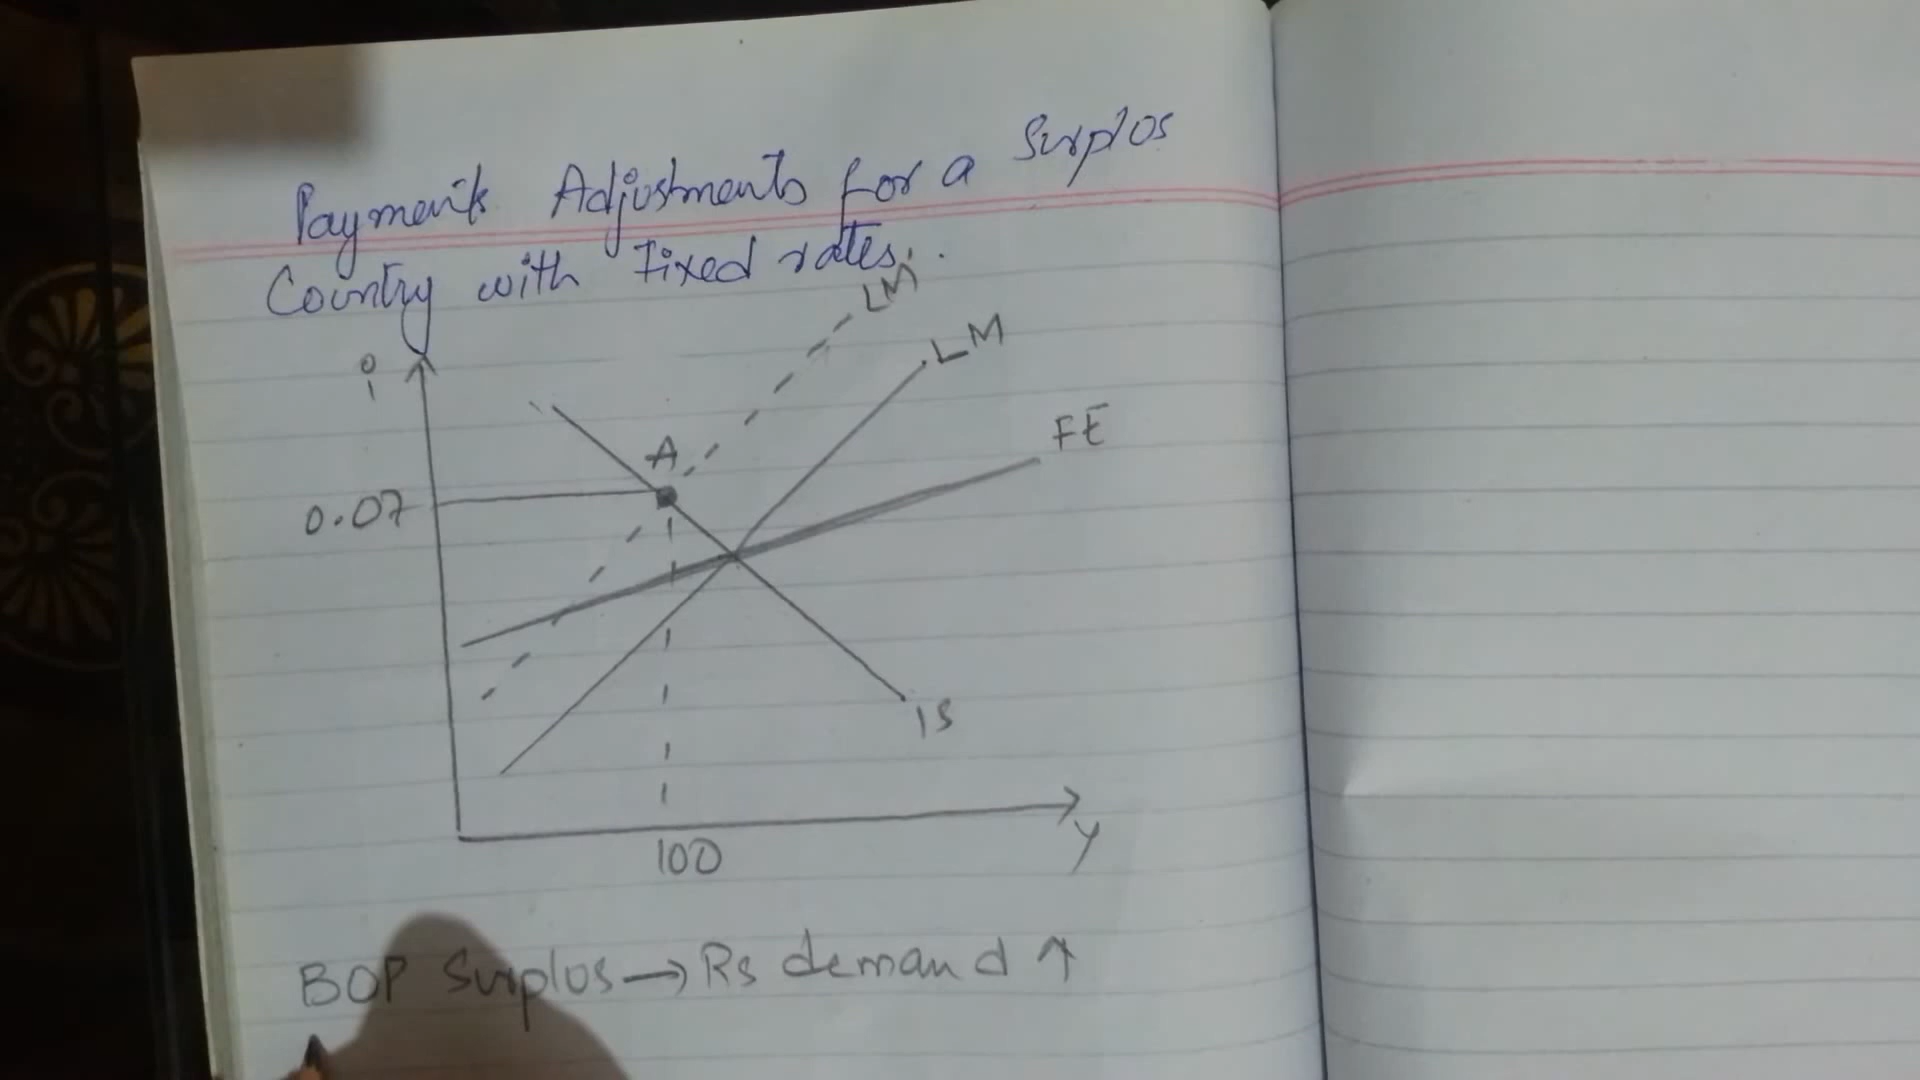 Payments Adjustments for a Surplus
Country with Fixed rates.
LM'
LM
i
FE
A
0.07
IS
100
Y
BOP Surplus → Rs demand ↑